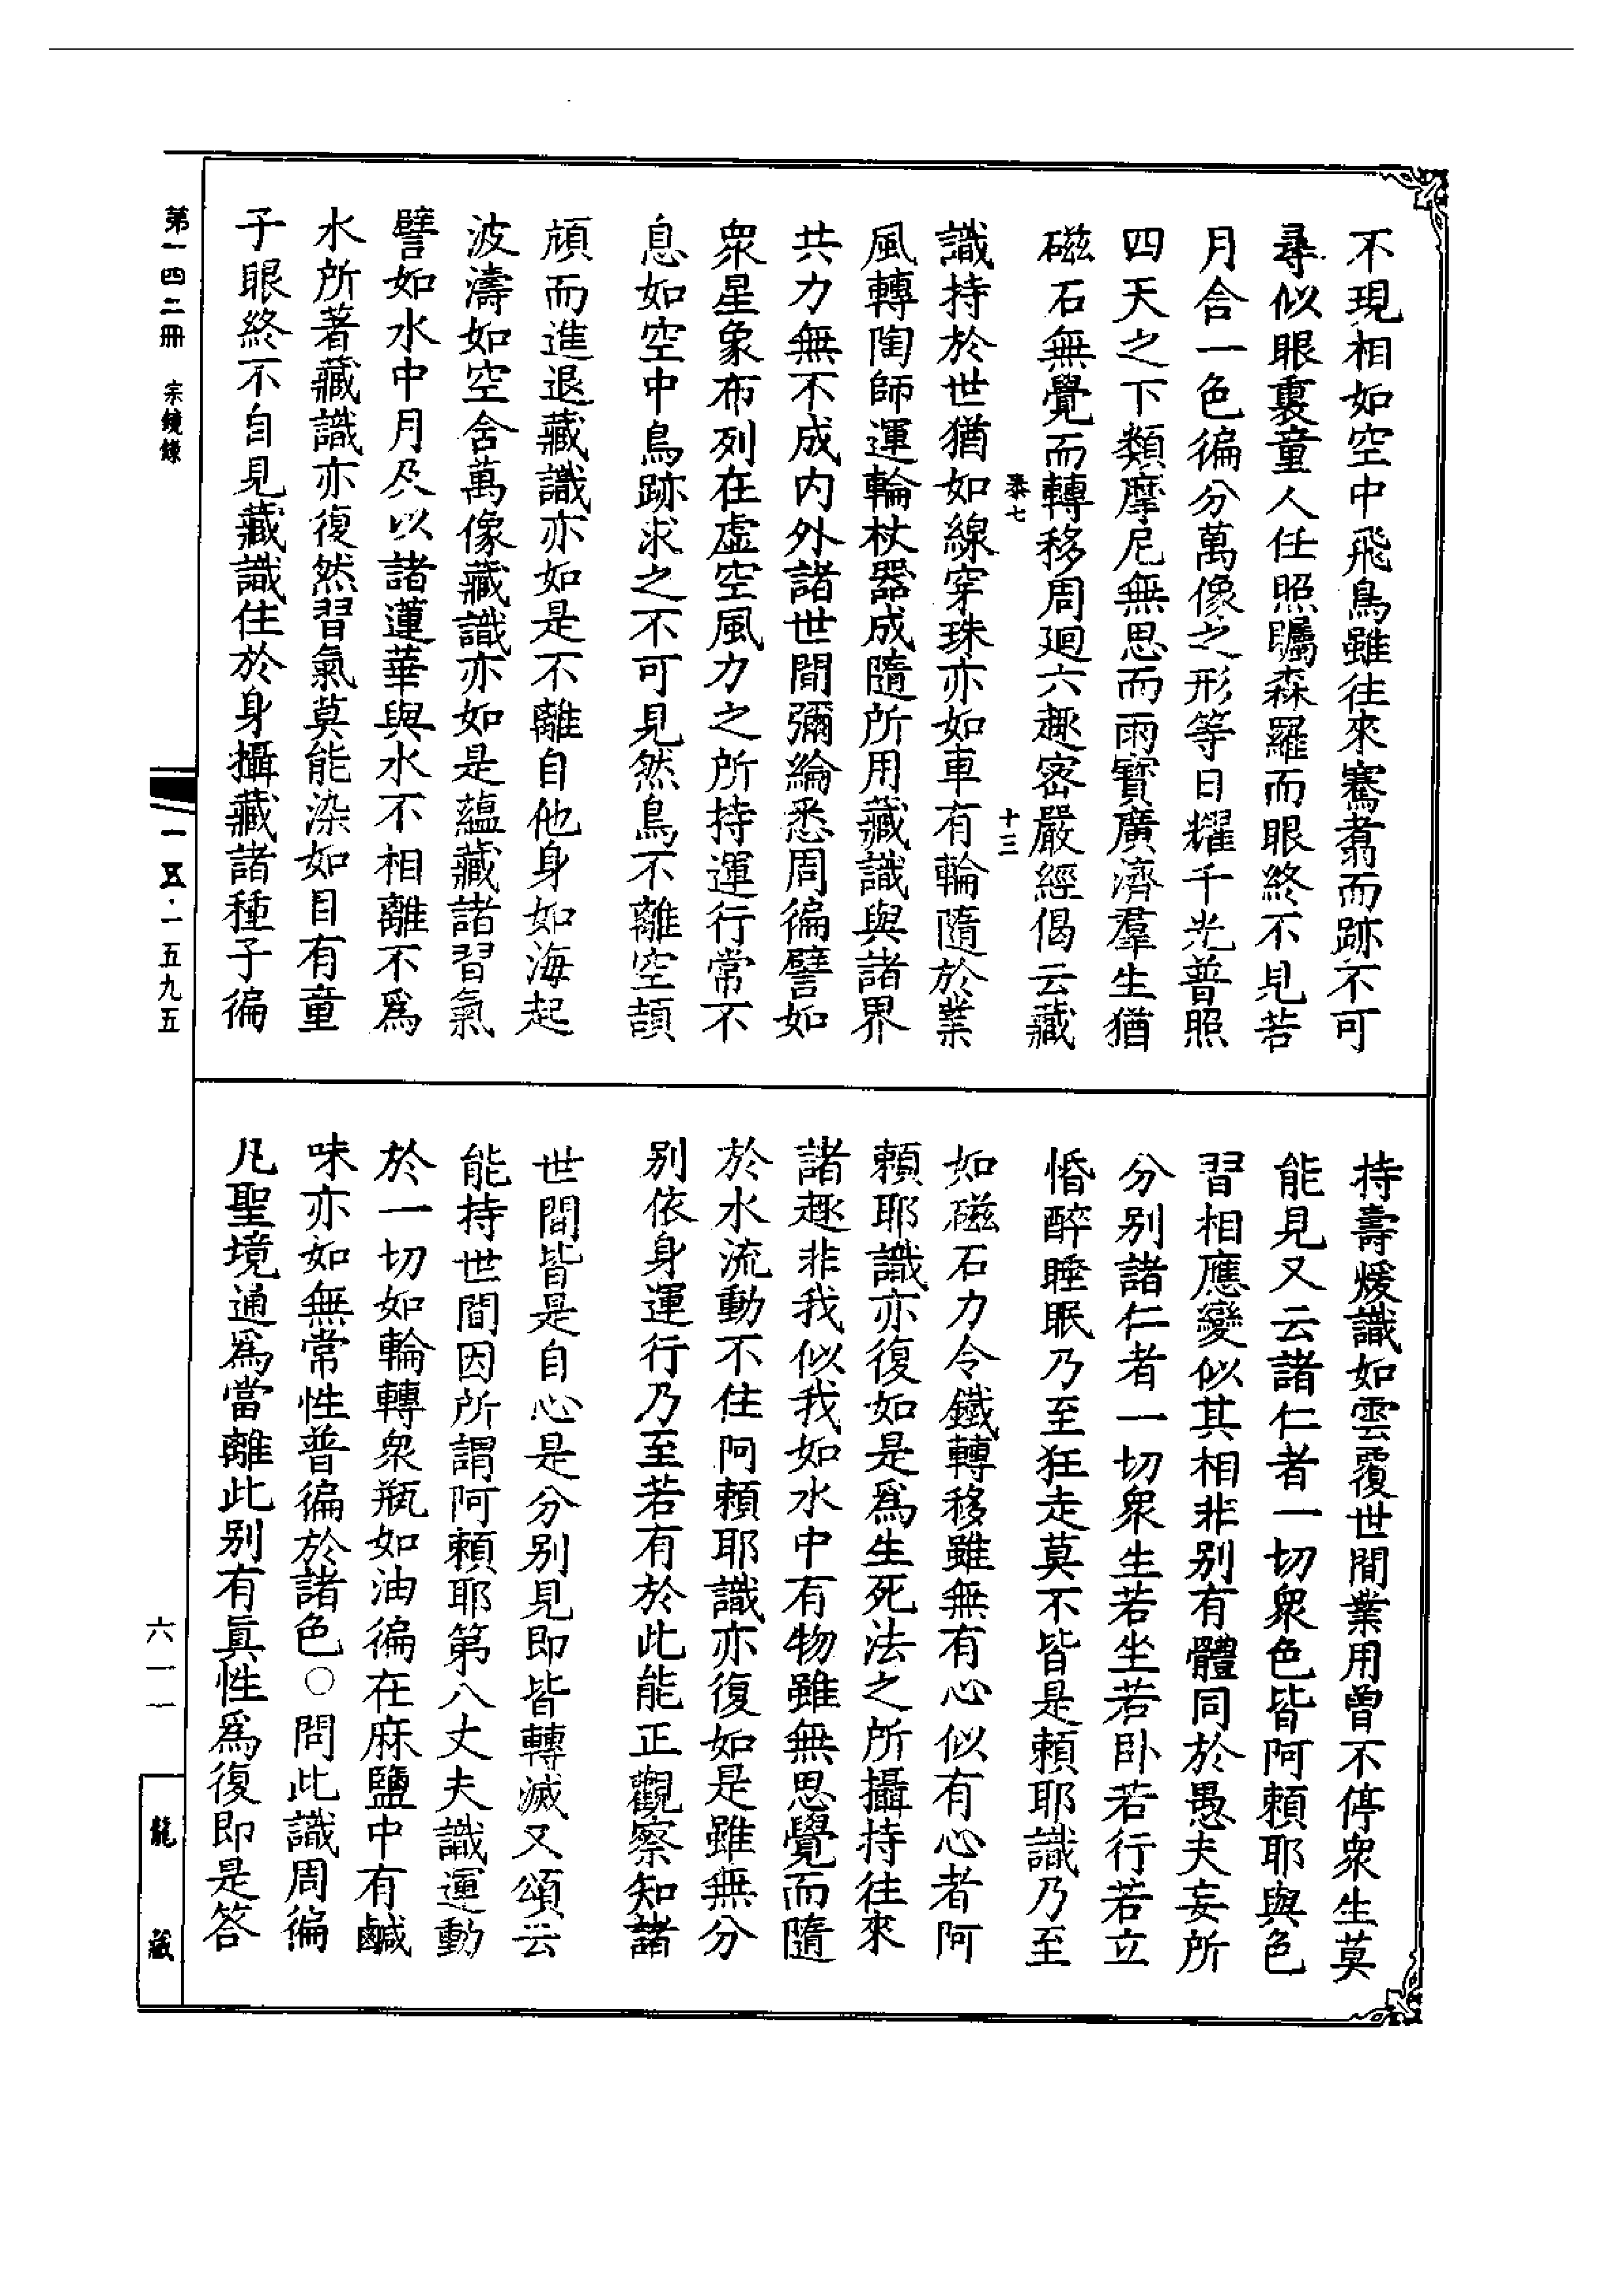 不現相如空中飛鳥雖往來騫翥而跡不可
尋似眼裏童人任照矚森羅而眼終不見若
月合一色徧分萬像之形等日耀千光普照
四天之下類摩尼無思而雨寶廣濟羣生猶
磁石無覺而轉移周迴六趣密嚴經偈云藏
泰七
十三
識持於世猶如線穿珠亦如車有輪隨於業
風轉陶師運輪杖器成隨所用藏識與諸界
共力無不成內外諸世間彌綸悉周徧譬如
衆星象布列在虛空風力之所持運行常不
息如空中鳥跡求之不可見然鳥不離空頡
頏而進退藏識亦如是不離自他身如海起
波濤如空含萬像藏識亦如是蘊藏諸習氣
譬如水中月及以諸蓮華與水不相離不爲
水所著藏識亦復然習氣莫能染如目有童
子眼終不自見藏識住於身攝藏諸種子徧
持壽煖識如雲覆世間業用曾不停衆生莫
能見又云諸仁者一切衆色皆阿賴耶與色
習相應變似其相非别有體同於愚夫妄所
分别諸仁者一切衆生若坐若卧若行若立
惛醉睡眠乃至狂走莫不皆是賴耶識乃至
如磁石力令鐵轉移雖無有心似有心者阿
賴耶識亦復如是爲生死法之所攝持往來
諸趣非我似我如水中有物雖無思覺而隨
於水流動不住阿賴耶識亦復如是雖無分
别依身運行乃至若有於此能正觀察知諸
世間皆是自心是分别見即皆轉滅又頌云
能持世間因所謂阿賴耶第八丈夫識運動
於一切如輪轉衆瓶如油徧在麻鹽中有鹹
味亦如無常性普徧於諸色○問此識周徧
凡聖境通爲當離此别有眞性爲復即是答
第一四二冊 宗鏡錄
一五·一五九五
六一一
龍藏